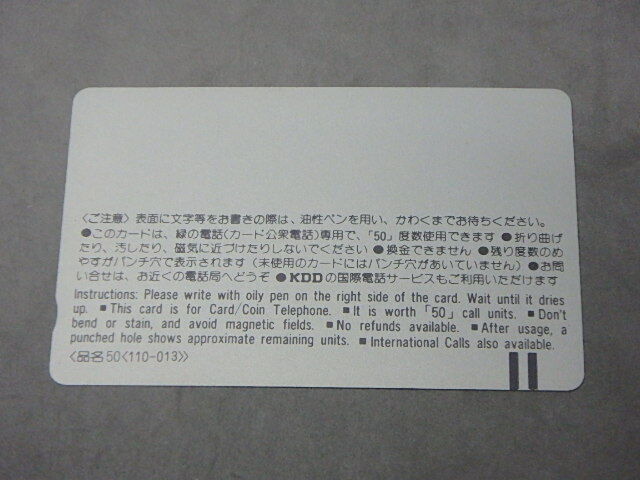 〈ご注意〉表面に文字等をお書きの際は、油性ペンを用い、かわくまでお待ちください。
●このカードは、緑の電話(カード公衆電話)専用で、「50」度数使用できます ●折り曲げ
たり、汚したり、磁気に近づけたりしないでください ●換金できません ●残り度数のめ
やすがパンチ穴で表示されます(未使用のカードにはパンチ穴があいていません) ●お問
い合せは、お近くの電話局へどうぞ ●KDDの国際電話サービスもご利用いただけます
Instructions: Please write with oily pen on the right side of the card. Wait until it dries
up. ■ This card is for Card/Coin Telephone. ■ It is worth「50」call units. ■ Don't
bend or stain, and avoid magnetic fields. ■ No refunds available. ■ After usage, a
punched hole shows approximate remaining units. ■ International Calls also available.
〈品名50〈110-013〉〉